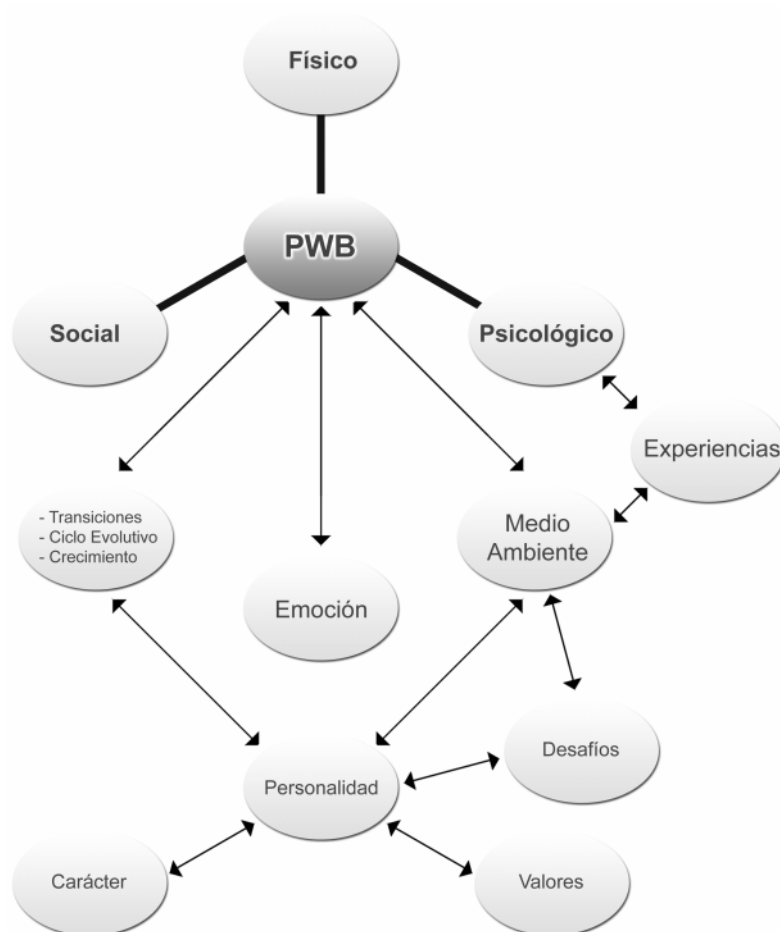 Físico
PWB
Social
Psicológico
Experiencias
- Transiciones
- Ciclo Evolutivo
- Crecimiento
Medio
Ambiente
Emoción
Desafíos
Personalidad
Carácter
Valores